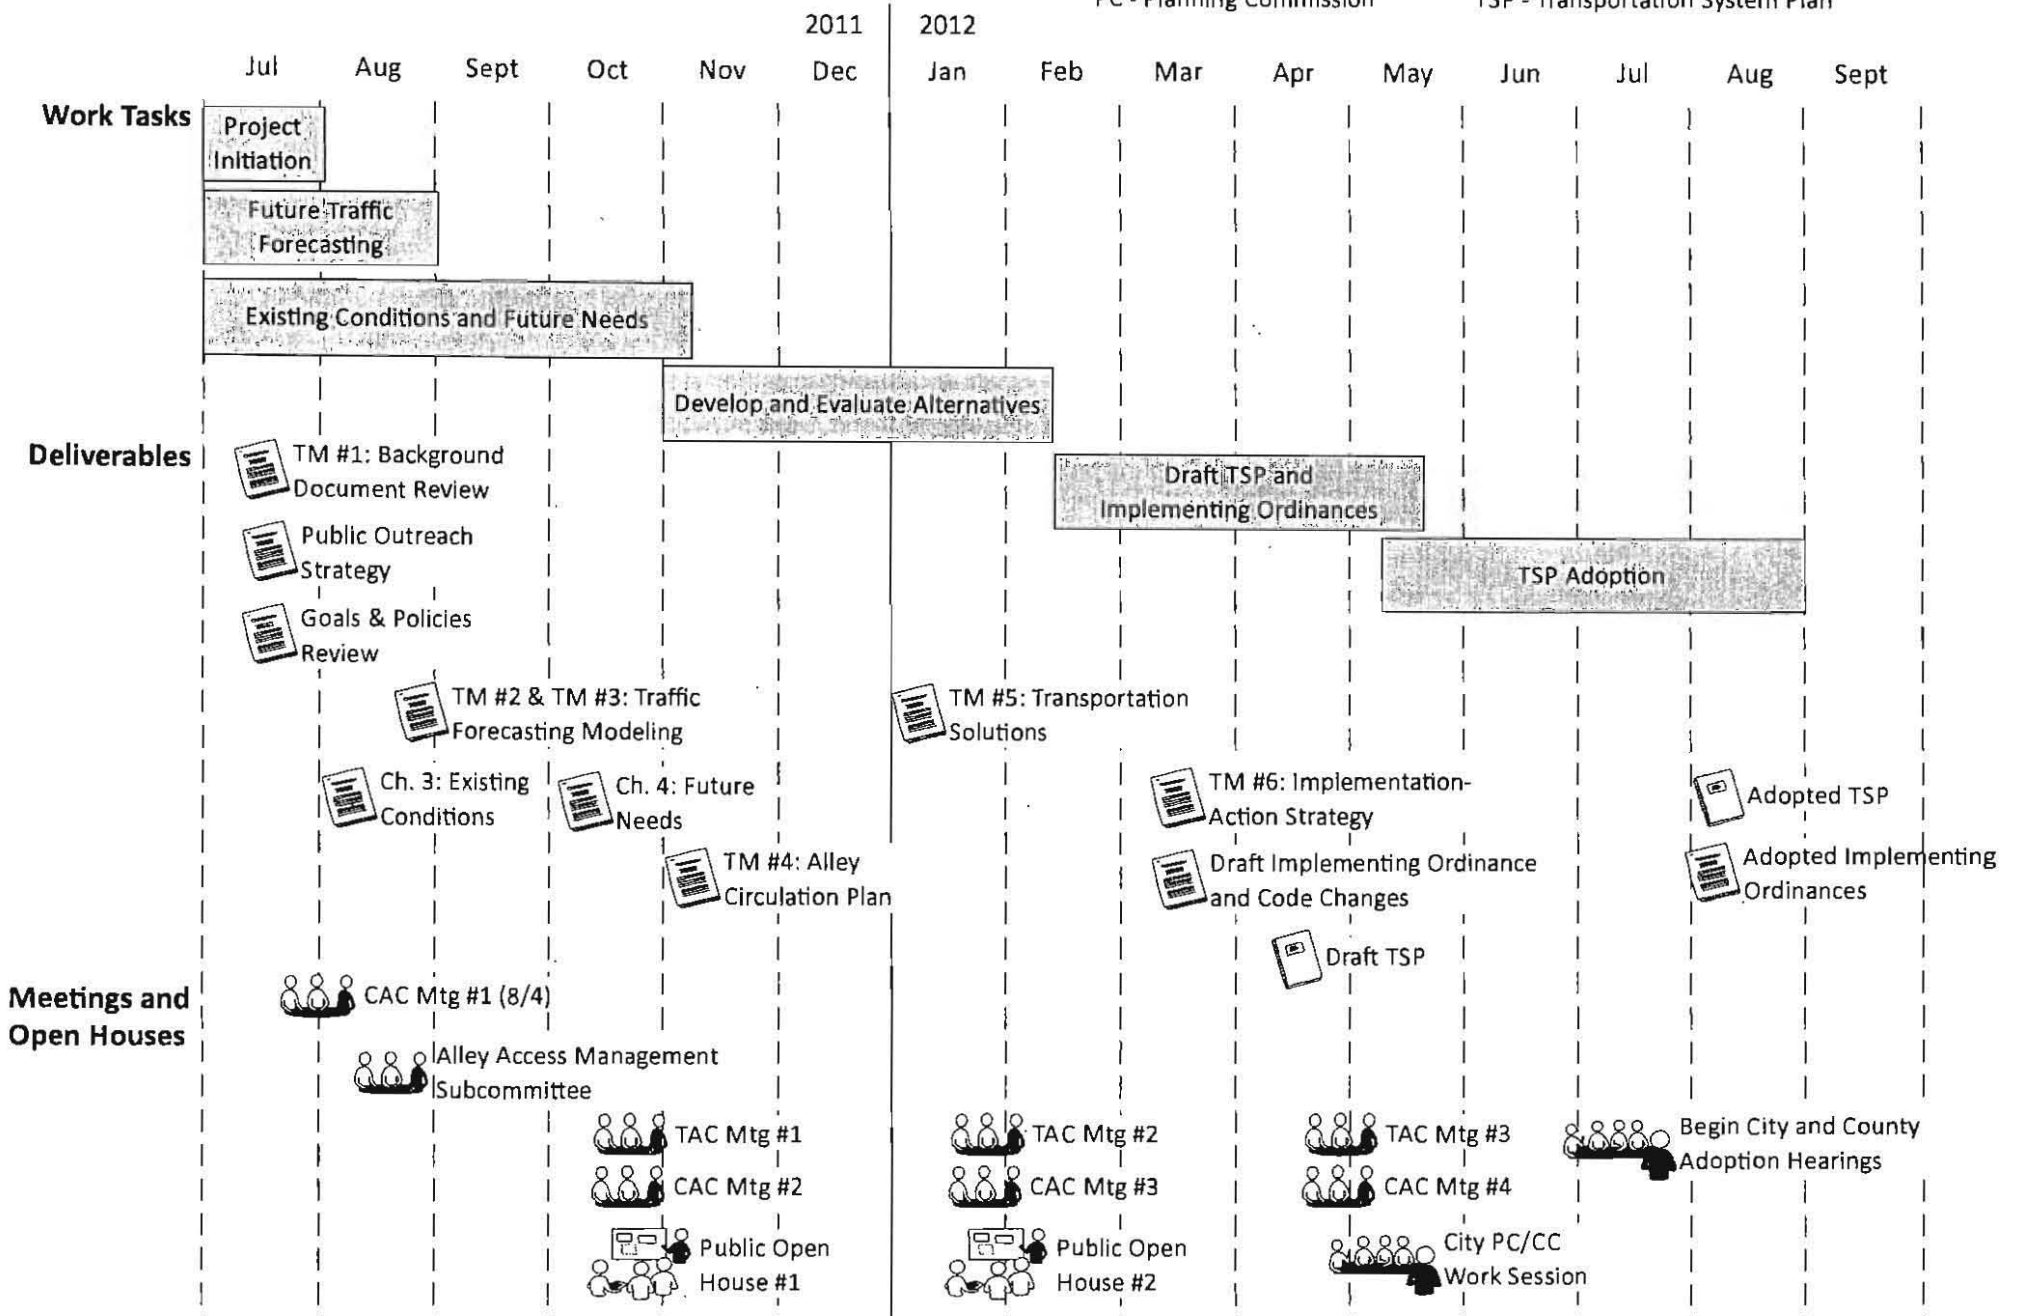 PC - Planning Commission TSP - Transportation System Plan
2011 2012
Jul Aug Sept Oct Nov Dec Jan Feb Mar Apr May Jun Jul Aug Sept
Work Tasks
Project
Initiation
Future Traffic
Forecasting
Existing Conditions and Future Needs
Develop and Evaluate Alternatives
Draft TSP and
Implementing Ordinances
TSP Adoption
Deliverables
TM #1: Background
Document Review
Public Outreach
Strategy
Goals & Policies
Review
TM #2 & TM #3: Traffic
Forecasting Modeling
TM #5: Transportation
Solutions
Ch. 3: Existing
Conditions
Ch. 4: Future
Needs
TM #6: Implementation-
Action Strategy
Adopted TSP
TM #4: Alley
Circulation Plan
Draft Implementing Ordinance
and Code Changes
Adopted Implementing
Ordinances
Draft TSP
Meetings and
Open Houses
CAC Mtg #1 (8/4)
Alley Access Management
Subcommittee
TAC Mtg #1
TAC Mtg #2
TAC Mtg #3
Begin City and County
Adoption Hearings
CAC Mtg #2
CAC Mtg #3
CAC Mtg #4
Public Open
House #1
Public Open
House #2
City PC/CC
Work Session